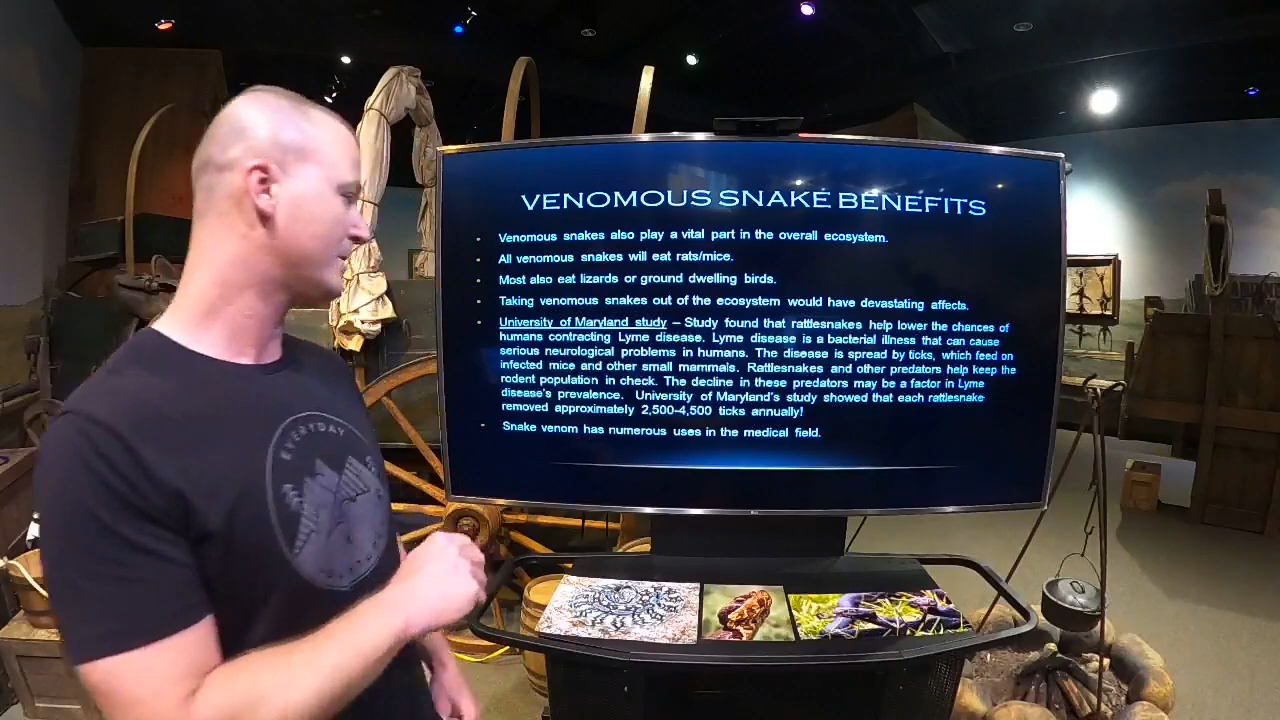 VENOMOUS SNAKE BENEFITS
Venomous snakes also play a vital part in the overall ecosystem.
All venomous snakes will eat rats/mice.
Most also eat lizards or ground dwelling birds.
Taking venomous snakes out of the ecosystem would have devastating affects.
University of Maryland study – Study found that rattlesnakes help lower the chances of
humans contracting Lyme disease. Lyme disease is a bacterial illness that can cause
serious neurological problems in humans. The disease is spread by ticks, which feed on
infected mice and other small mammals. Rattlesnakes and other predators help keep the
rodent population in check. The decline in these predators may be a factor in Lyme
disease's prevalence. University of Maryland's study showed that each rattlesnake
removed approximately 2,500-4,500 ticks annually!
Snake venom has numerous uses in the medical field.
EVERYDAY